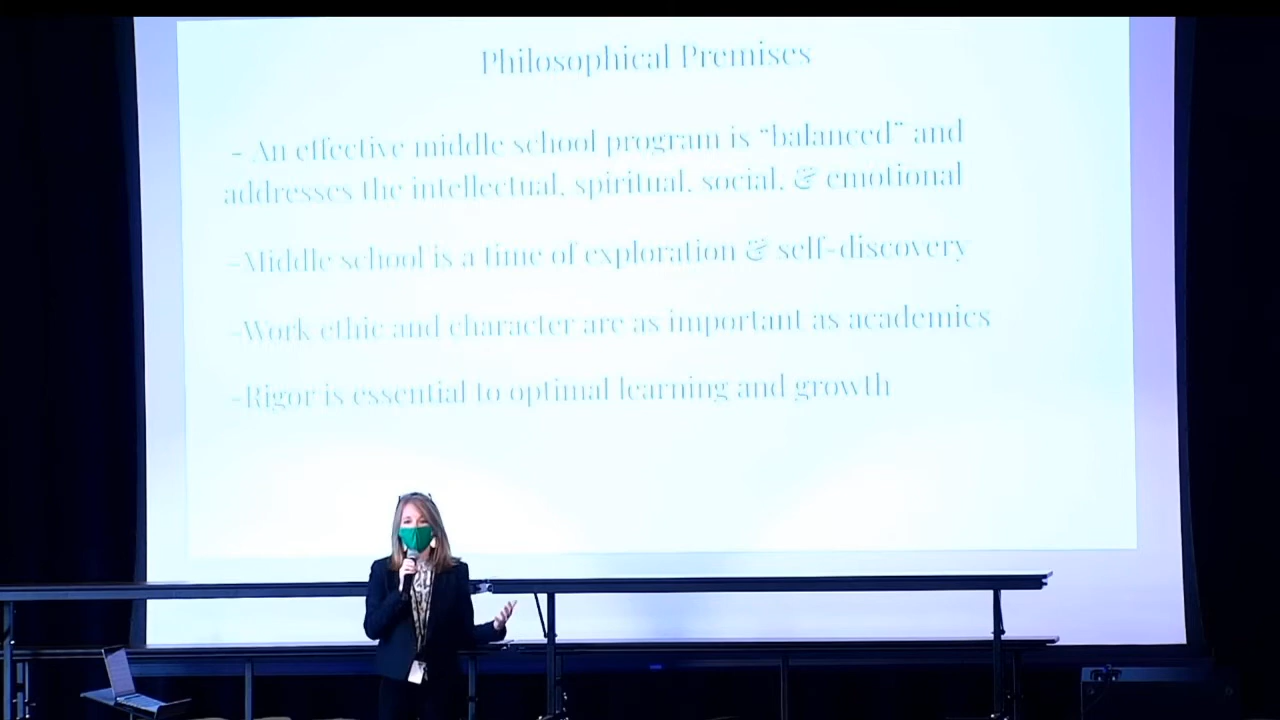 Philosophical Premises
- An effective middle school program is “balanced” and
addresses the intellectual, spiritual, social, & emotional
-Middle school is a time of exploration & self-discovery
-Work ethic and character are as important as academics
-Rigor is essential to optimal learning and growth